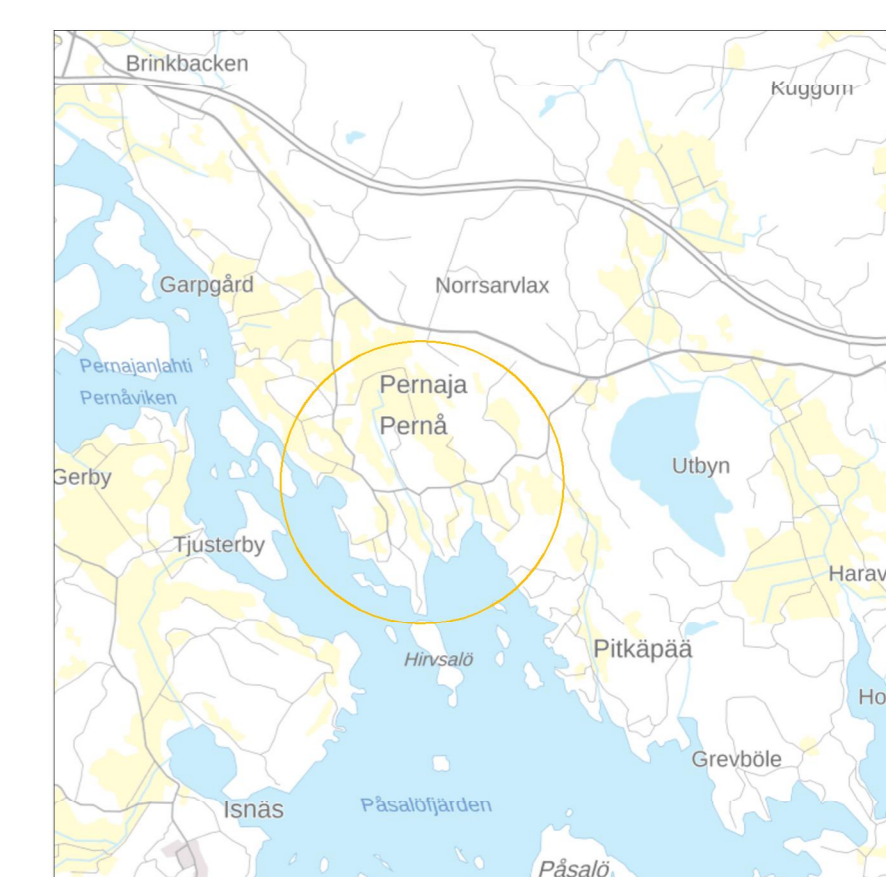 Brinkbacken
Kuggom
Garpgård
Norrsarvlax
Pernajanlahti
Pernåviken
Pernaja
Pernå
Gerby
Utbyn
Tjusterby
Harav
Pitkäpää
Hirvsalö
Ho
Grevböle
Isnäs
Påsalöfjärden
Påsalö